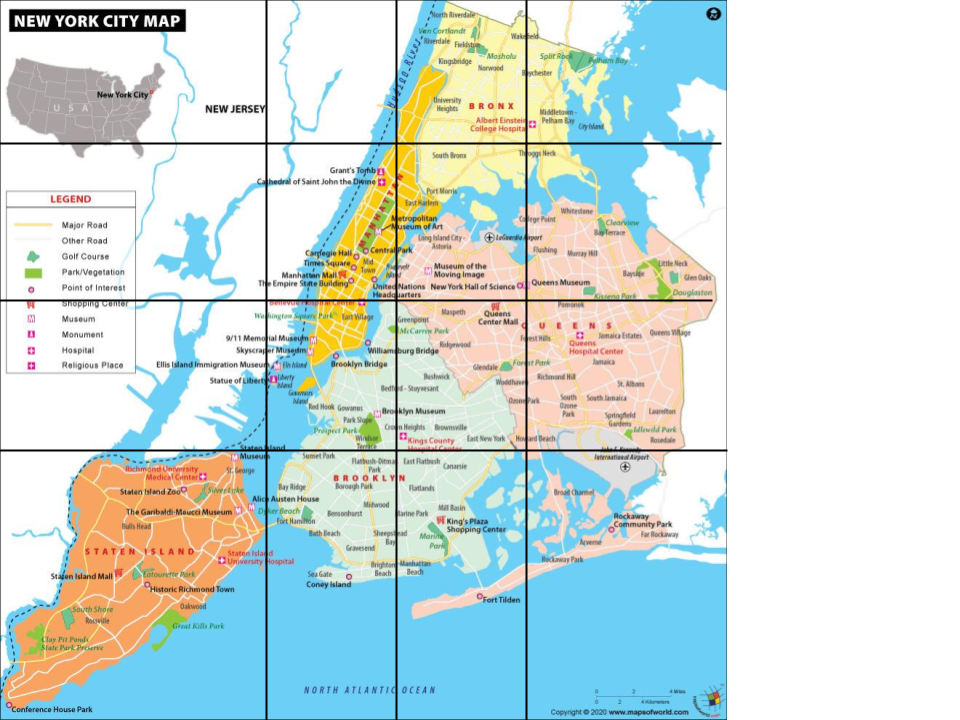 NEW YORK CITY MAP
New York City
U S A
NEW JERSEY
Hudson River
North Riverdale
Van Cortlandt
Wakefield
Riverdale
Fieldston
Mosholu
Split Rock
Pelham Bay
Kingsbridge
Norwood
Baychester
University
Heights
BRONX
Albert Einstein
College Hospital
Middletown -
Pelham Bay
City Island
South Bronx
Throggs Neck
Grant's Tomb
Cathedral of Saint John the Divine
MANHATTAN
Port Morris
East Harlem
Metropolitan
Museum of Art
Whitestone
College Point
Clearview
Bay Terrace
Long Island City -
Astoria
LaGuardia Airport
Carnegie Hall
Central Park
Flushing
Murray Hill
Times Square
Mid
Town
Roosevelt
Island
Museum of the
Moving Image
Little Neck
Manhattan Mall
Bayside
Glen Oaks
The Empire State Building
United Nations
Headquarters
New York Hall of Science
Queens Museum
Kissena Park
Douglaston
LEGEND
Major Road
Other Road
Golf Course
Park/Vegetation
Point of Interest
Shopping Center
Museum
Monument
Hospital
Religious Place
Bellevue Hospital Center
Washington Square Park
East Village
Greenpoint
Maspeth
Queens
Center Mall
Pomonok
QUEENS
McCarren Park
Forest Hills
Jamaica Estates
Queens Village
9/11 Memorial Museum
Skyscraper Museum
Williamsburg Bridge
Ridgewood
Queens
Hospital Center
Ellis Island Immigration Museum
Brooklyn Bridge
Glendale
Forest Park
Jamaica
Statue of Liberty
Liberty
Island
Bushwick
Woodhaven
Richmond Hill
St. Albans
Governors
Island
Bedford - Stuyvesant
Ozone Park
South
Ozone
Park
South Jamaica
Red Hook
Gowanus
Brooklyn Museum
Springfield
Gardens
Laurelton
Park Slope
Crown Heights
Brownsville
Prospect Park
Idlewild Park
Windsor
Terrace
Kings County
Hospital Center
East New York
Howard Beach
Rosedale
Staten Island
Museum
Sunset Park
John F. Kennedy
International Airport
Flatbush-Ditmas
Park
East Flatbush
Canarsie
Richmond University
Medical Center
St. George
BROOKLYN
Staten Island Zoo
Silver Lake
Bay Ridge
Borough Park
Flatlands
Broad Channel
Alice Austen House
Midwood
Mill Basin
The Garibaldi-Meucci Museum
Dyker Beach
Bensonhurst
Marine Park
Rockaway
Community Park
Fort Hamilton
King's Plaza
Shopping Center
Bulls Head
Bath Beach
Sheepshead
Bay
Marine
Park
Far Rockaway
Arverne
STATEN ISLAND
Gravesend
Staten Island
University Hospital
Rockaway Park
Staten Island Mall
Latourette Park
Sea Gate
Brighton
Beach
Manhattan
Beach
Coney Island
Historic Richmond Town
Fort Tilden
South Shore
Oakwood
Rossville
Great Kills Park
Clay Pit Ponds
State Park Preserve
NORTH ATLANTIC OCEAN
0 2 4 Miles
0 2 4 Kilometers
Conference House Park
Copyright © 2020 www.mapsofworld.com